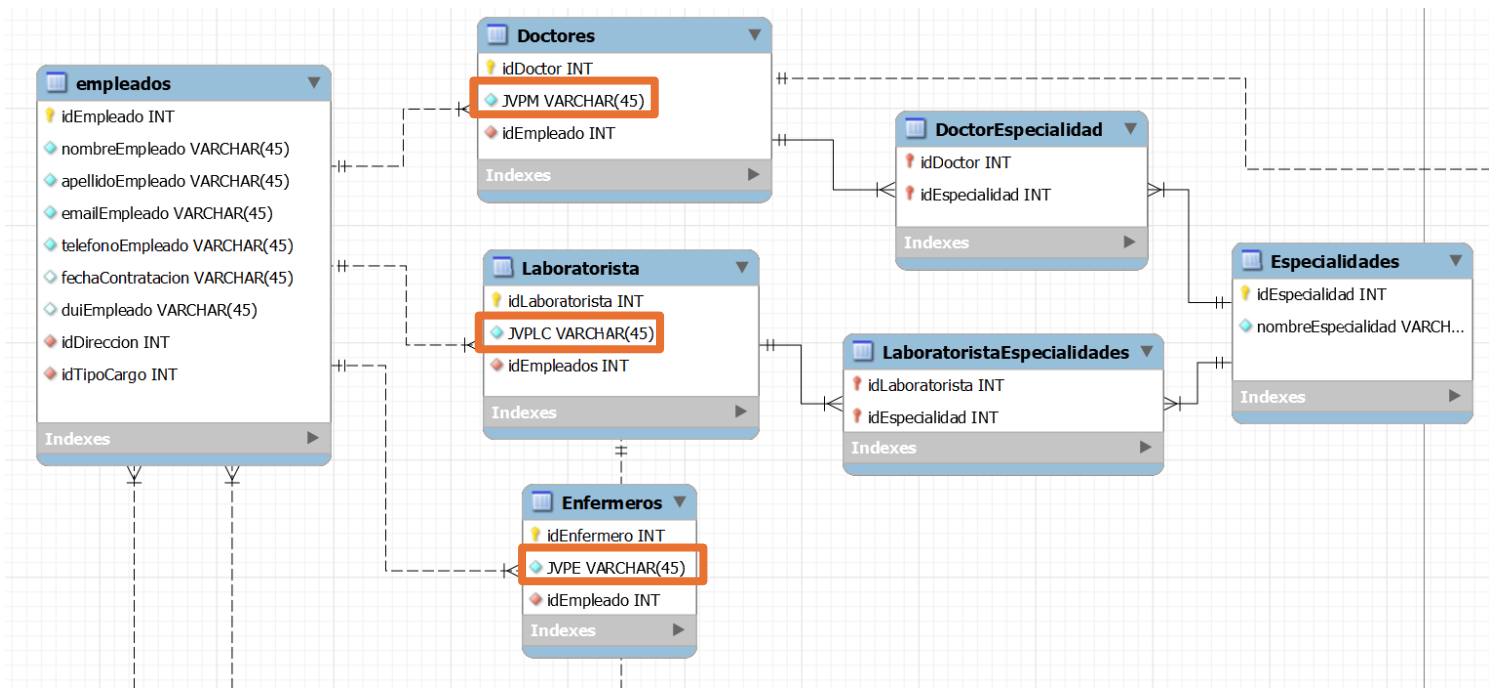 empleados
idEmpleado INT
nombreEmpleado VARCHAR(45)
apellidoEmpleado VARCHAR(45)
emailEmpleado VARCHAR(45)
telefonoEmpleado VARCHAR(45)
fechaContratacion VARCHAR(45)
duiEmpleado VARCHAR(45)
idDireccion INT
idTipoCargo INT
Indexes
Doctores
idDoctor INT
JVPM VARCHAR(45)
idEmpleado INT
Indexes
Laboratorista
idLaboratorista INT
JVPLC VARCHAR(45)
idEmpleados INT
Indexes
Enfermeros
idEnfermero INT
JVPE VARCHAR(45)
idEmpleado INT
Indexes
DoctorEspecialidad
idDoctor INT
idEspecialidad INT
Indexes
LaboratoristaEspecialidades
idLaboratorista INT
idEspecialidad INT
Indexes
Especialidades
idEspecialidad INT
nombreEspecialidad VARCH...
Indexes